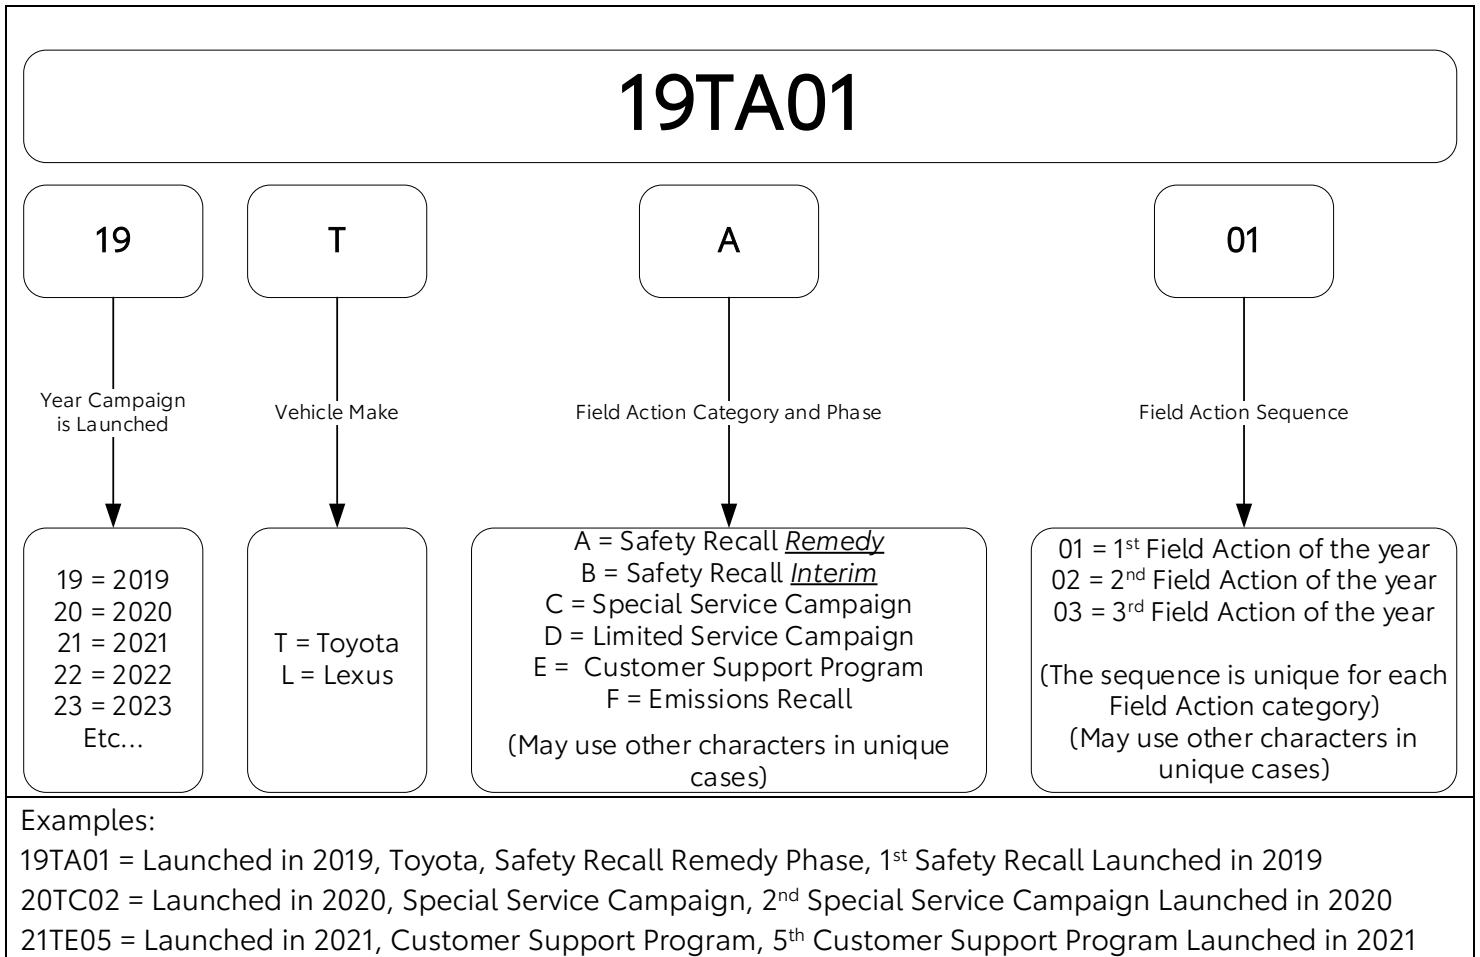 19TA01
19
T
A
01
Year Campaign
is Launched
Vehicle Make
Field Action Category and Phase
Field Action Sequence
19 = 2019
20 = 2020
21 = 2021
22 = 2022
23 = 2023
Etc...
T = Toyota
L = Lexus
A = Safety Recall Remedy
B = Safety Recall Interim
C = Special Service Campaign
D = Limited Service Campaign
E =  Customer Support Program
F = Emissions Recall
(May use other characters in unique
cases)
01 = 1st Field Action of the year
02 = 2nd Field Action of the year
03 = 3rd Field Action of the year
(The sequence is unique for each
Field Action category)
(May use other characters in
unique cases)
Examples:
19TA01 = Launched in 2019, Toyota, Safety Recall Remedy Phase, 1st Safety Recall Launched in 2019
20TC02 = Launched in 2020, Special Service Campaign, 2nd Special Service Campaign Launched in 2020
21TE05 = Launched in 2021, Customer Support Program, 5th Customer Support Program Launched in 2021